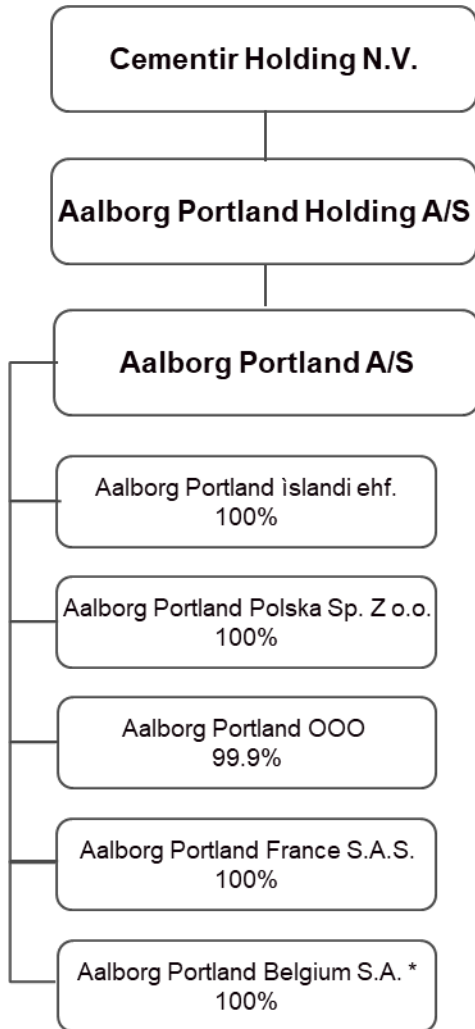 Cementir Holding N.V.
Aalborg Portland Holding A/S
Aalborg Portland A/S
Aalborg Portland ìslandi ehf.
100%
Aalborg Portland Polska Sp. Z o.o.
100%
Aalborg Portland OOO
99.9%
Aalborg Portland France S.A.S.
100%
Aalborg Portland Belgium S.A. *
100%